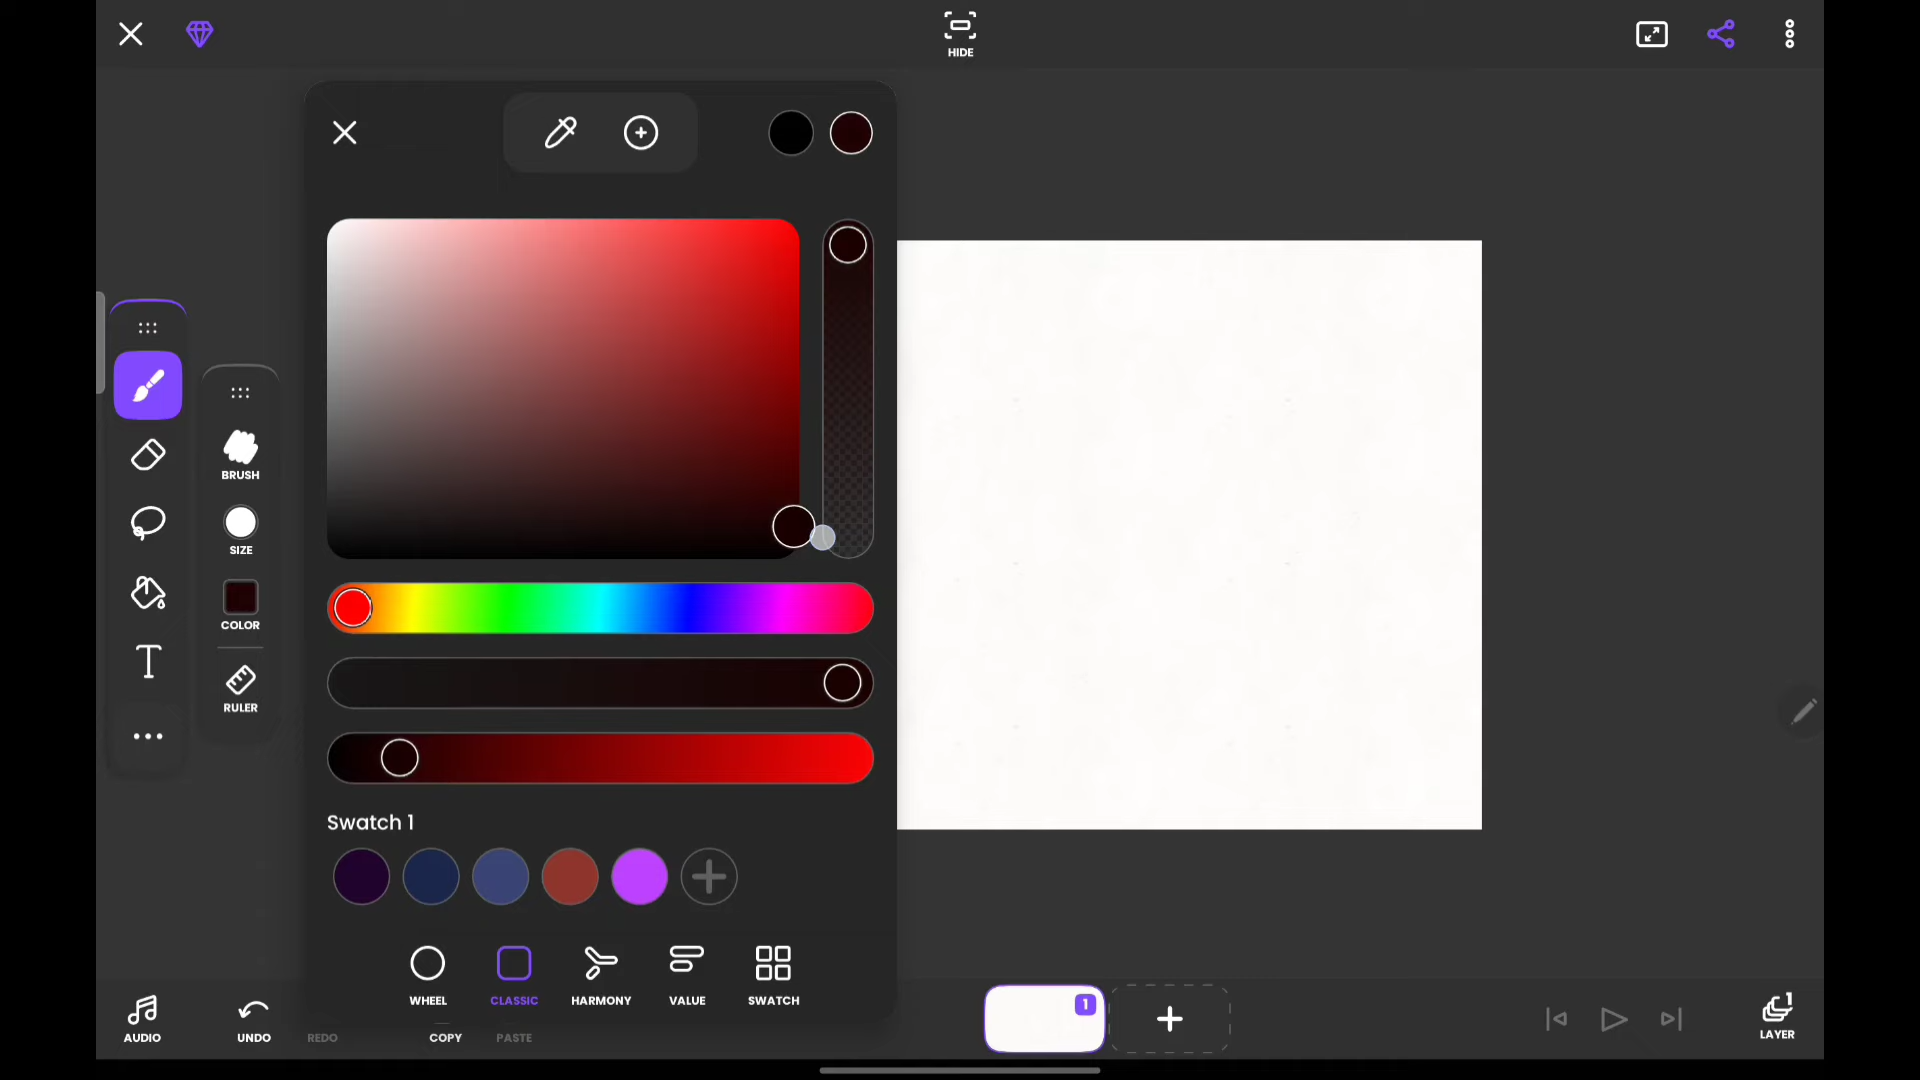 HIDE
BRUSH
SIZE
COLOR
RULER
Swatch 1
WHEEL
CLASSIC
HARMONY
VALUE
SWATCH
1
AUDIO
UNDO
REDO
COPY
PASTE
1
LAYER